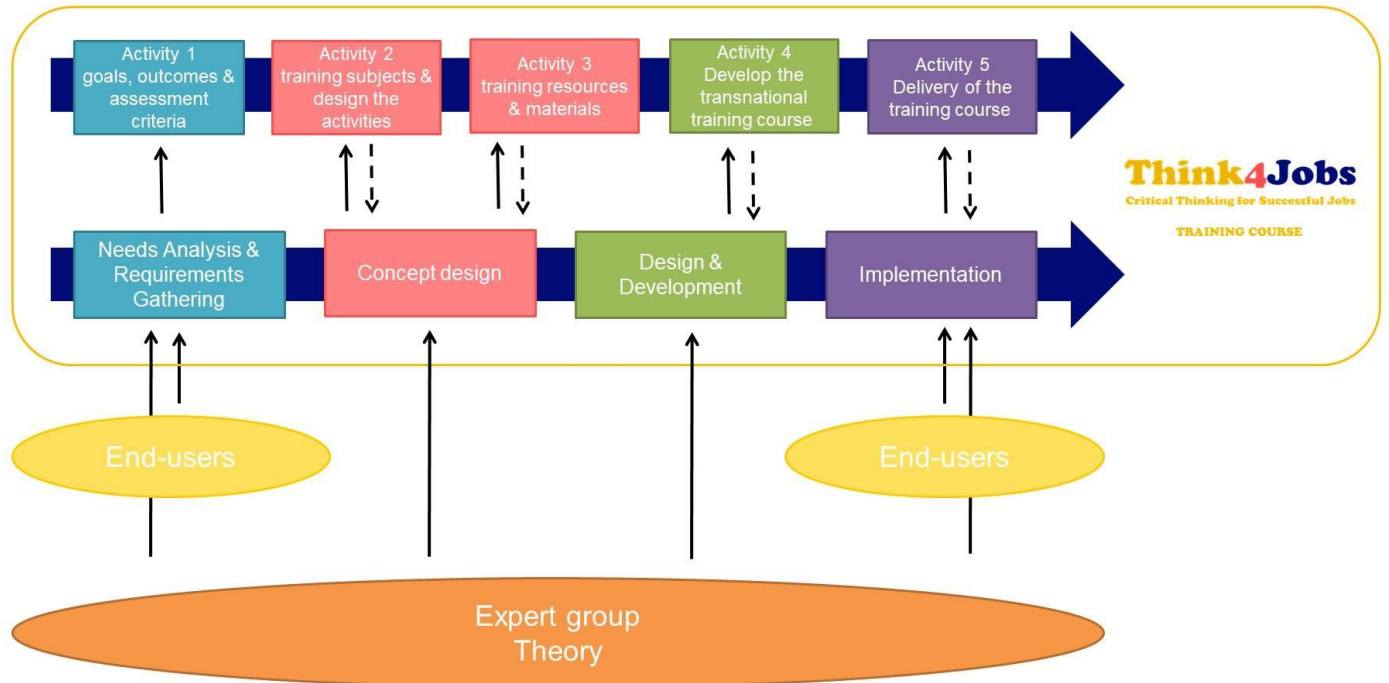 Activity 1
goals, outcomes &
assessment
criteria
Activity 2
training subjects &
design the
activities
Activity 3
training resources
& materials
Activity 4
Develop the
transnational
training course
Activity 5
Delivery of the
training course
Think4Jobs
Critical Thinking for Successful Jobs
TRAINING COURSE
Needs Analysis &
Requirements
Gathering
Concept design
Design &
Development
Implementation
End-users
End-users
Expert group
Theory